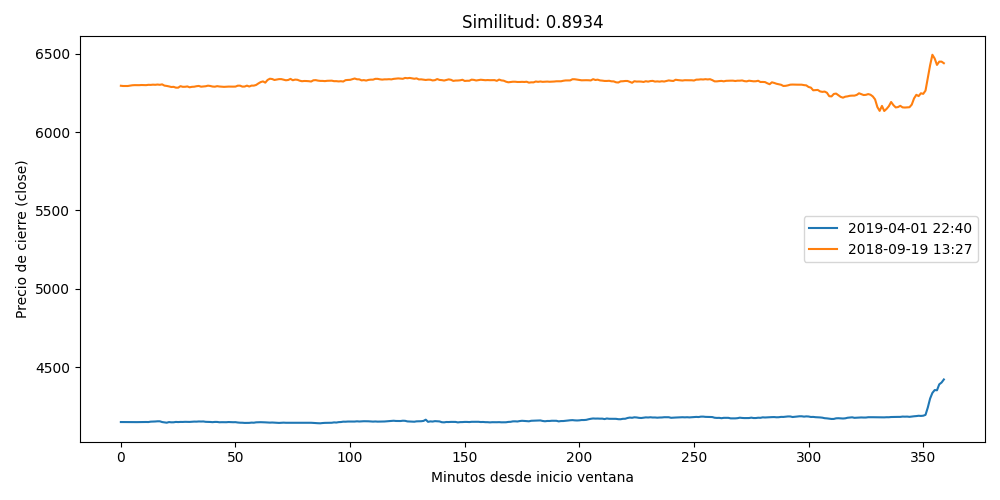 Similitud: 0.8934
Precio de cierre (close)
6500
6000
5500
5000
4500
2019-04-01 22:40
2018-09-19 13:27
0 50 100 150 200 250 300 350
Minutos desde inicio ventana